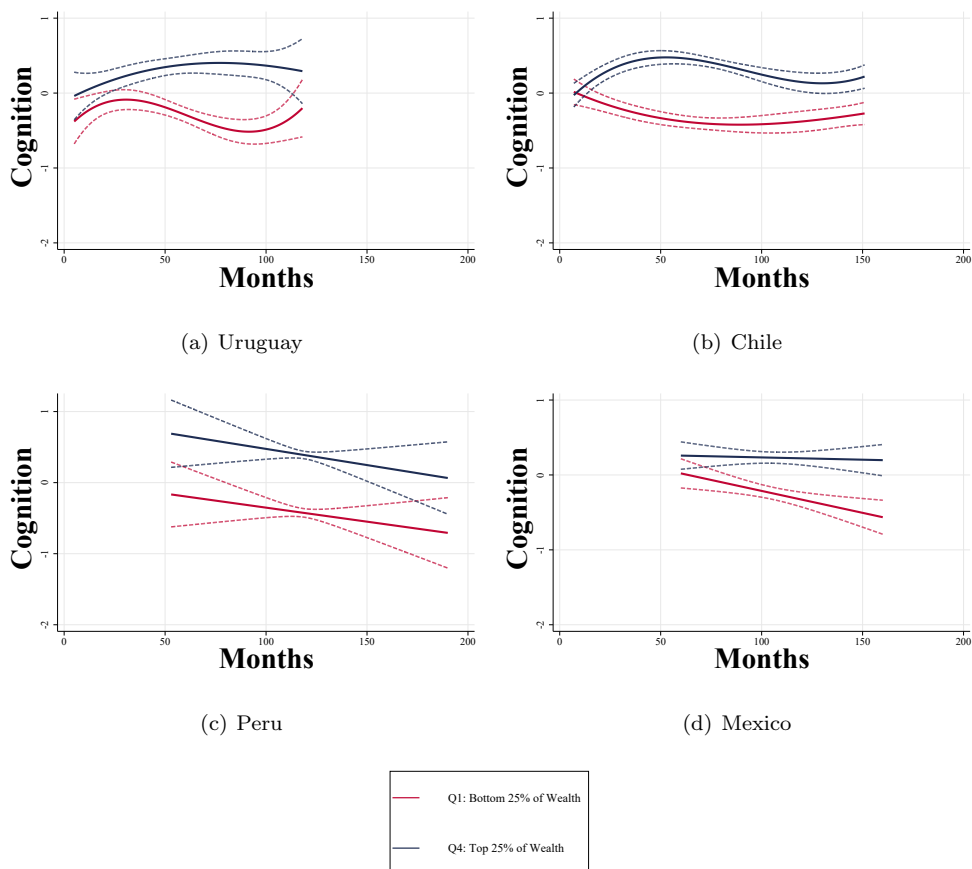 1
0
-1
-2
Cognition
0
50
100
150
200
Months
(a) Uruguay
1
0
-1
-2
Cognition
0
50
100
150
200
Months
(b) Chile
1
0
-1
-2
Cognition
0
50
100
150
200
Months
(c) Peru
1
0
-1
-2
Cognition
0
50
100
150
200
Months
(d) Mexico
Q1: Bottom 25% of Wealth
Q4: Top 25% of Wealth